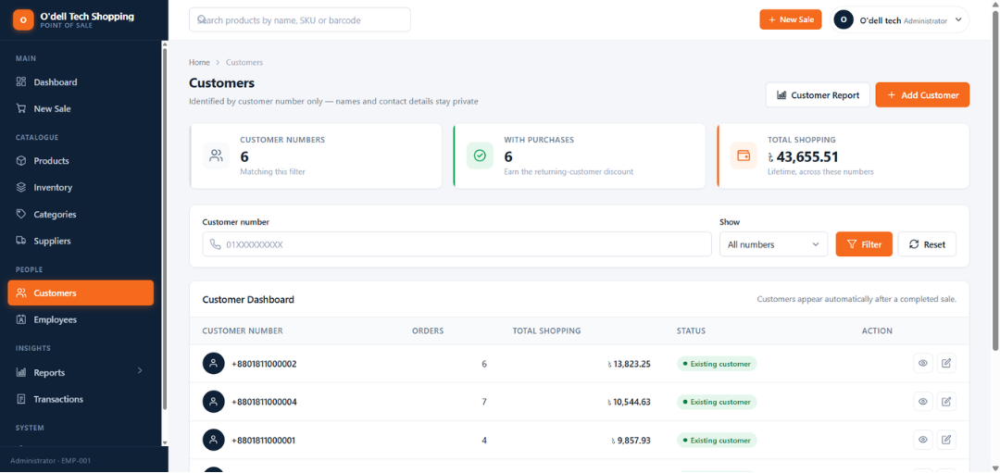 O'dell Tech Shopping
POINT OF SALE
Search products by name, SKU or barcode
+ New Sale
O
O'dell tech Administrator
MAIN
Dashboard
New Sale
CATALOGUE
Products
Inventory
Categories
Suppliers
PEOPLE
Customers
Employees
INSIGHTS
Reports
Transactions
SYSTEM
Administrator · EMP-001
Home > Customers
Customers
Identified by customer number only — names and contact details stay private
Customer Report
+ Add Customer
CUSTOMER NUMBERS
6
Matching this filter
WITH PURCHASES
6
Earn the returning-customer discount
TOTAL SHOPPING
৳ 43,655.51
Lifetime, across these numbers
Customer number
01XXXXXXXXX
Show
All numbers
Filter
Reset
Customer Dashboard
Customers appear automatically after a completed sale.
CUSTOMER NUMBER ORDERS TOTAL SHOPPING STATUS ACTION
+8801811000002 6 ৳ 13,823.25 Existing customer
+8801811000004 7 ৳ 10,544.63 Existing customer
+8801811000001 4 ৳ 9,857.93 Existing customer